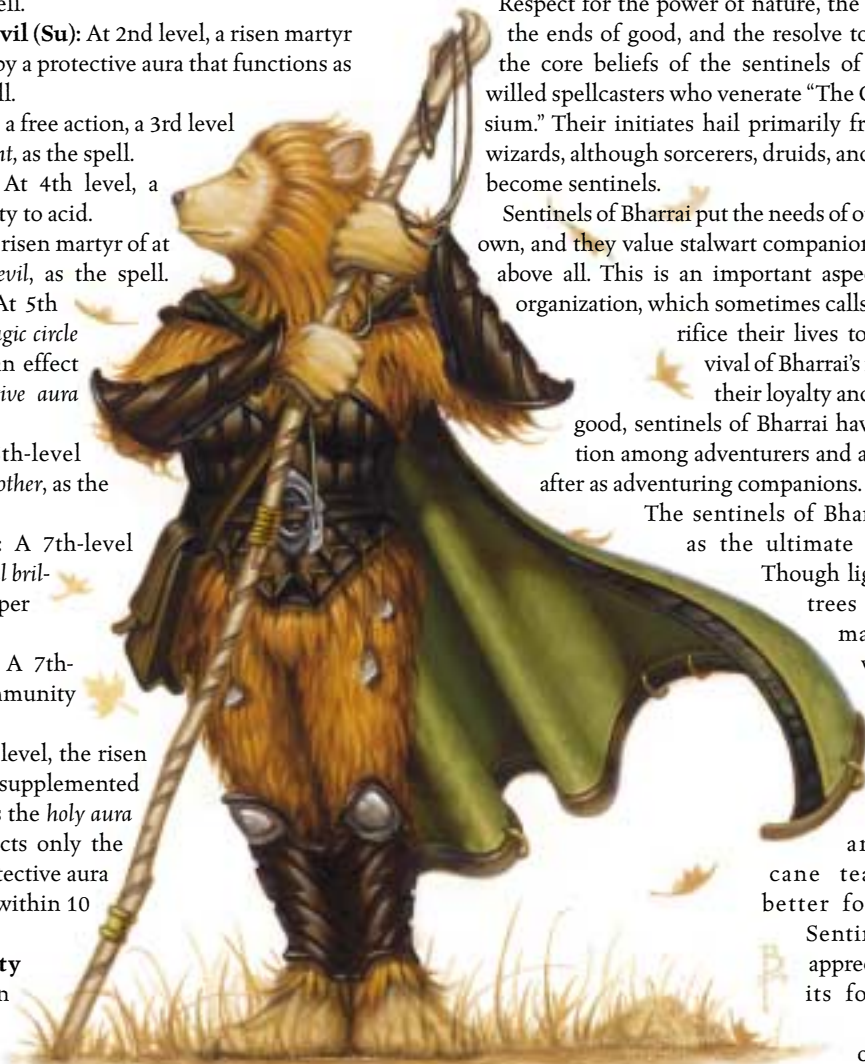 ell.
vil (Su): At 2nd level, a risen martyr
by a protective aura that functions as
ll.
a free action, a 3rd level
nt, as the spell.
At 4th level, a
ty to acid.
risen martyr of at
evil, as the spell.
At 5th
gic circle
n effect
ive aura
th-level
other, as the
: A 7th-level
l bril-
per
A 7th-
mmunity
level, the risen
supplemented
s the holy aura
cts only the
tective aura
within 10
ty
n
Respect for the power of nature, the
the ends of good, and the resolve to
the core beliefs of the sentinels of
willed spellcasters who venerate “The
sium.” Their initiates hail primarily fr
wizards, although sorcerers, druids, and
become sentinels.
Sentinels of Bharrai put the needs of o
own, and they value stalwart companion
above all. This is an important aspe
organization, which sometimes calls
rifice their lives to
vival of Bharrai’s
their loyalty and
good, sentinels of Bharrai hav
tion among adventurers and a
after as adventuring companions.
The sentinels of Bhar
as the ultimate
Though lig
trees
ma
an
cane tea
better fo
Sentin
apprec
its fo